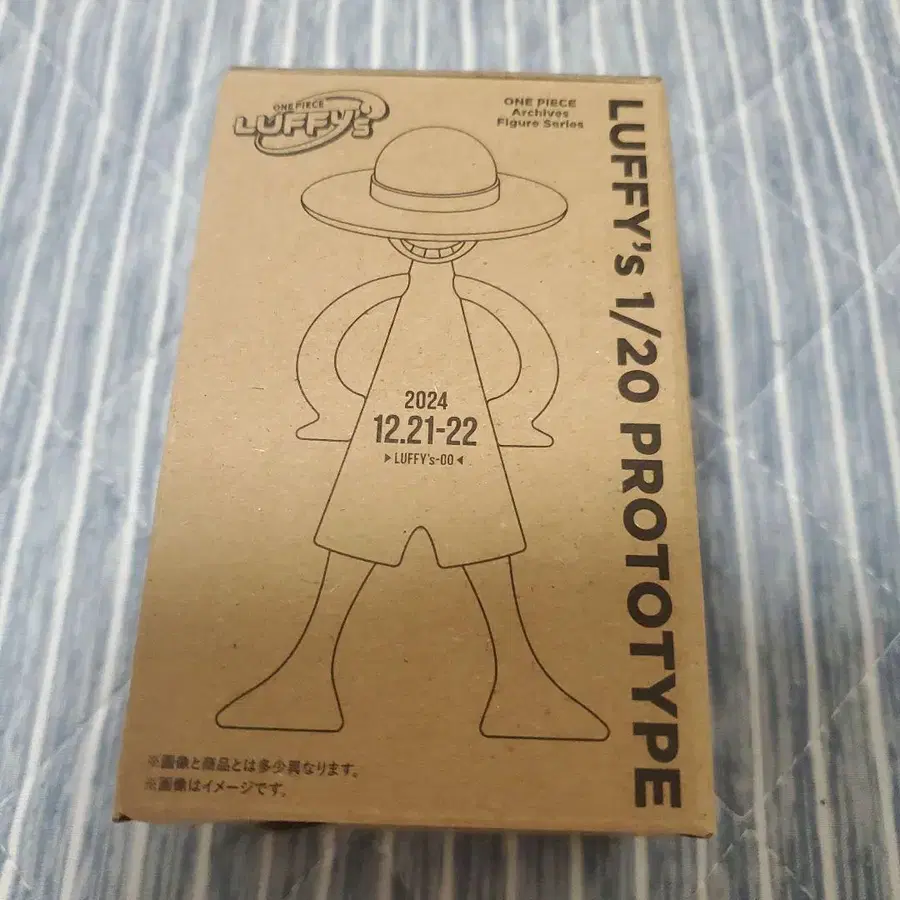 ONE PIECE
LUFFY's
ONE PIECE
Archives
Figure Series
LUFFY's 1/20 PROTOTYPE
2024
12.21-22
▶LUFFY's-00◀
※画像と商品とは多少異なります。
※画像はイメージです。